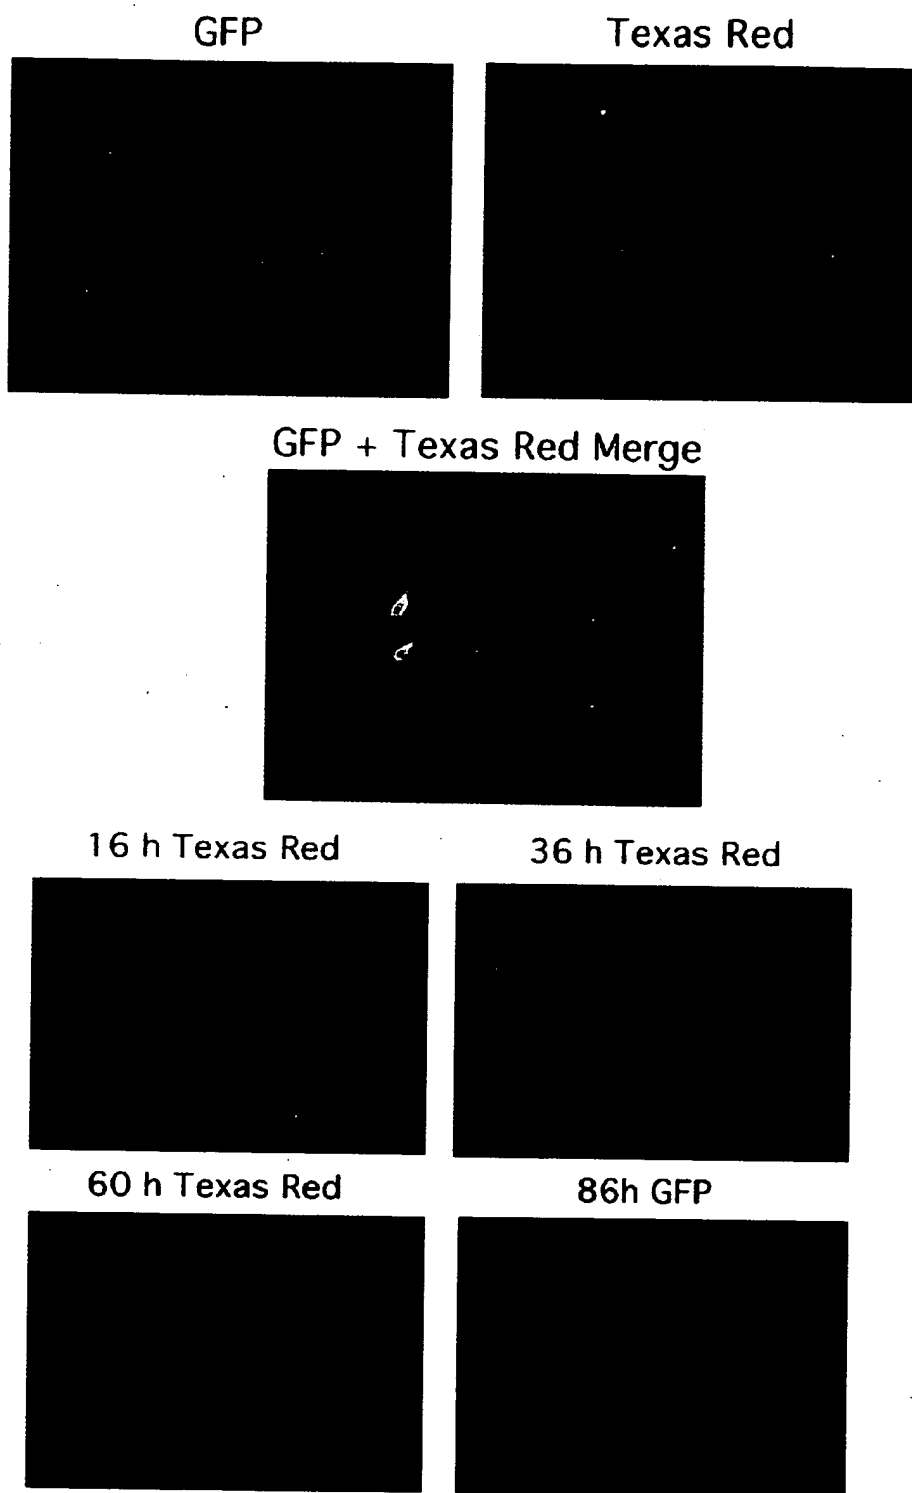 GFP
Texas Red
GFP + Texas Red Merge
16 h Texas Red
36 h Texas Red
60 h Texas Red
86h GFP